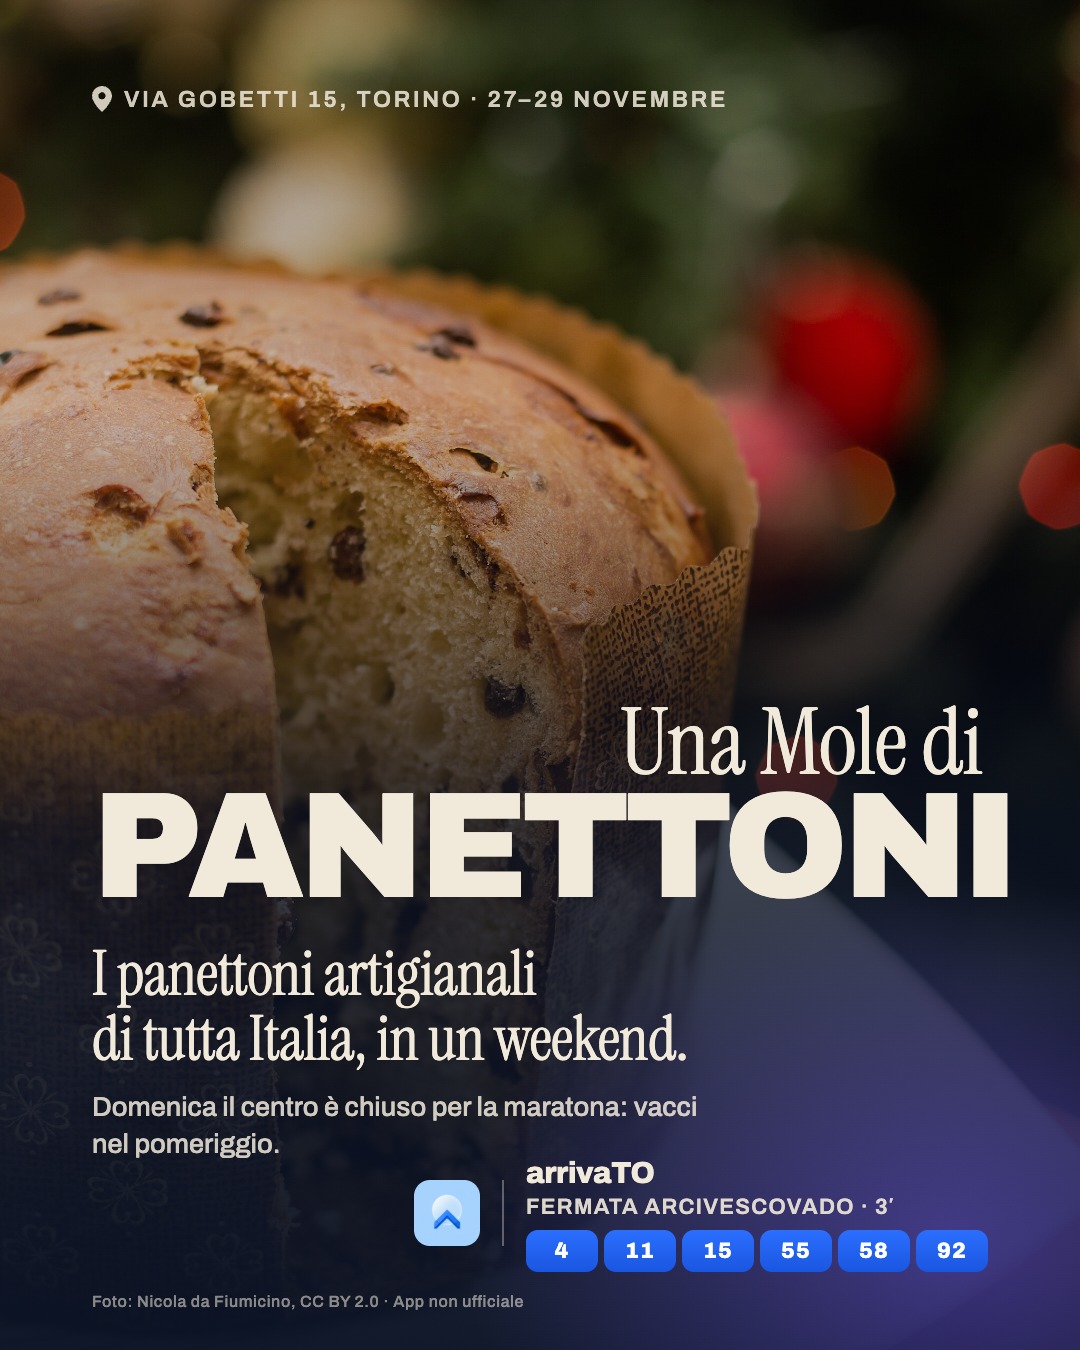 VIA GOBETTI 15, TORINO · 27–29 NOVEMBRE
Una Mole di
PANETTONI
I panettoni artigianali
di tutta Italia, in un weekend.
Domenica il centro è chiuso per la maratona: vacci
nel pomeriggio.
arrivaTO
FERMATA ARCIVESCOVADO · 3′
4 11 15 55 58 92
Foto: Nicola da Fiumicino, CC BY 2.0 · App non ufficiale